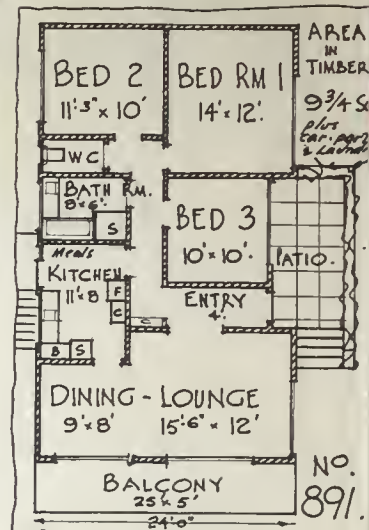 AREA
IN
TIMBER
9 3/4 Sq
plus
car-port
& Laundry
BED 2
11'-3" x 10'
BED RM 1
14' x 12'
WC
BATH RM.
8' x 6'
S
BED 3
10' x 10'
PATIO.
Meals
KITCHEN
11' x 8
F
C
ENTRY
4'
C
B
S
DINING - LOUNGE
9' x 8' 15'-6" x 12'
BALCONY
25' x 5'
24'-0"
No.
891.